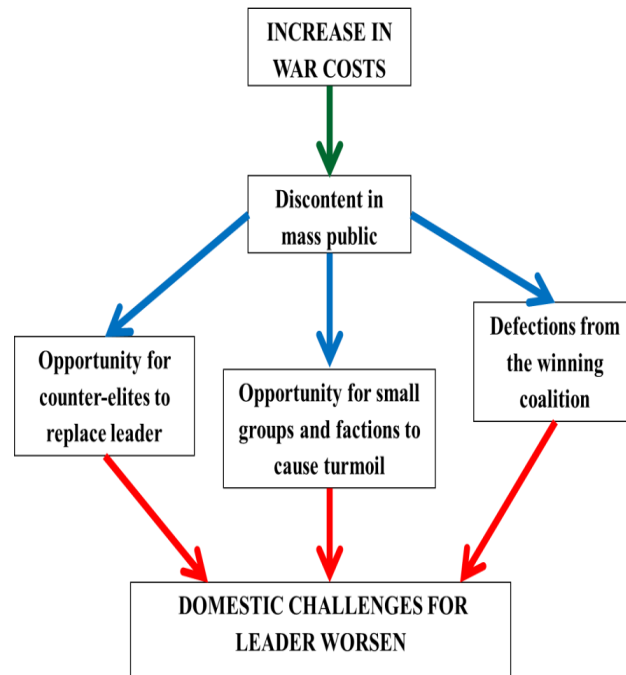 INCREASE IN
WAR COSTS
Discontent in
mass public
Opportunity for
counter-elites to
replace leader
Opportunity for small
groups and factions to
cause turmoil
Defections from
the winning
coalition
DOMESTIC CHALLENGES FOR
LEADER WORSEN